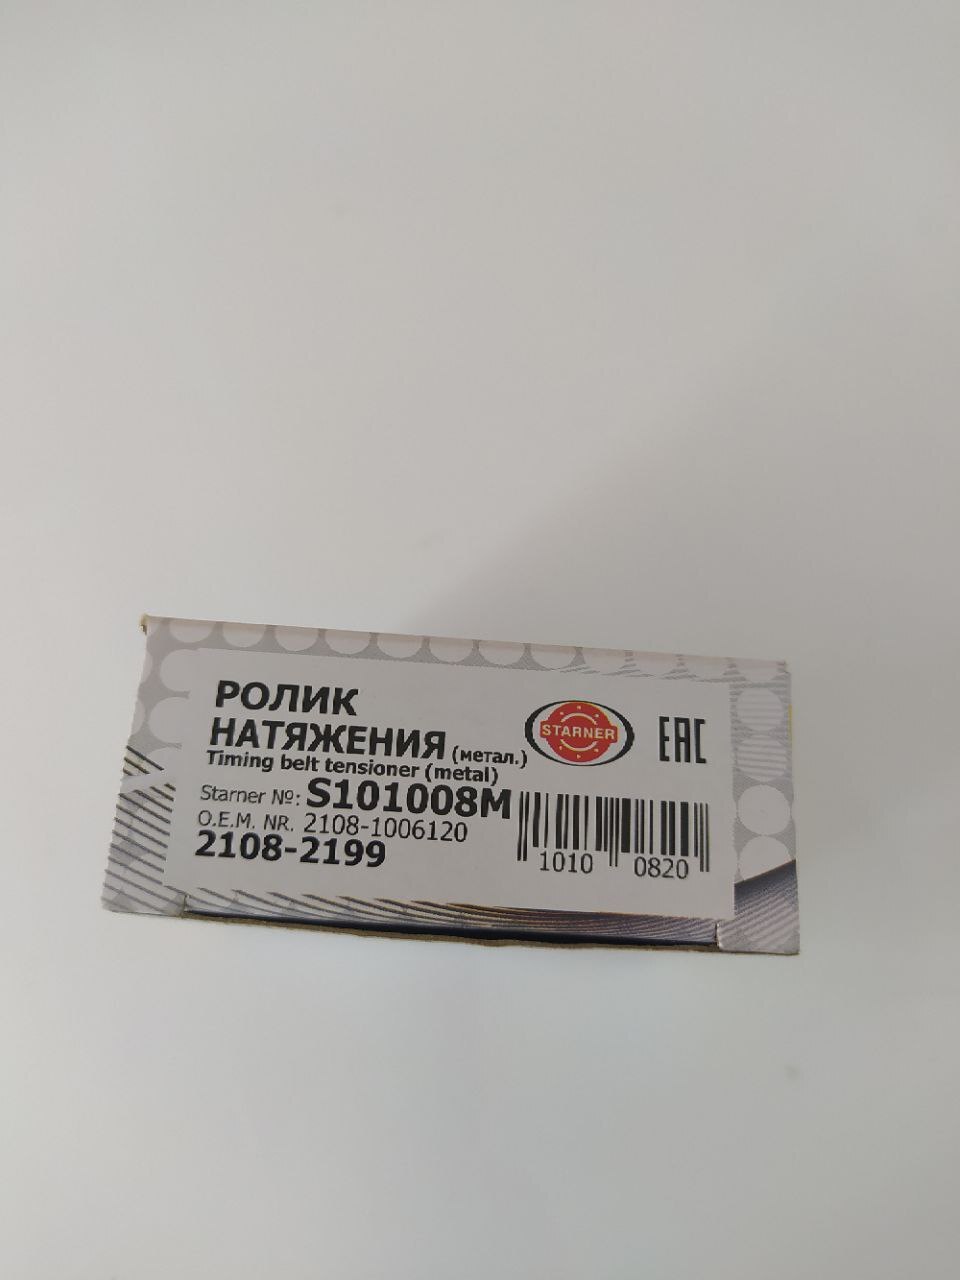 РОЛИК
НАТЯЖЕНИЯ (метал.)
Timing belt tensioner (metal)
Starner №: S101008M
O.E.M. NR. 2108-1006120
2108-2199
STARNER
EAC
1010 0820